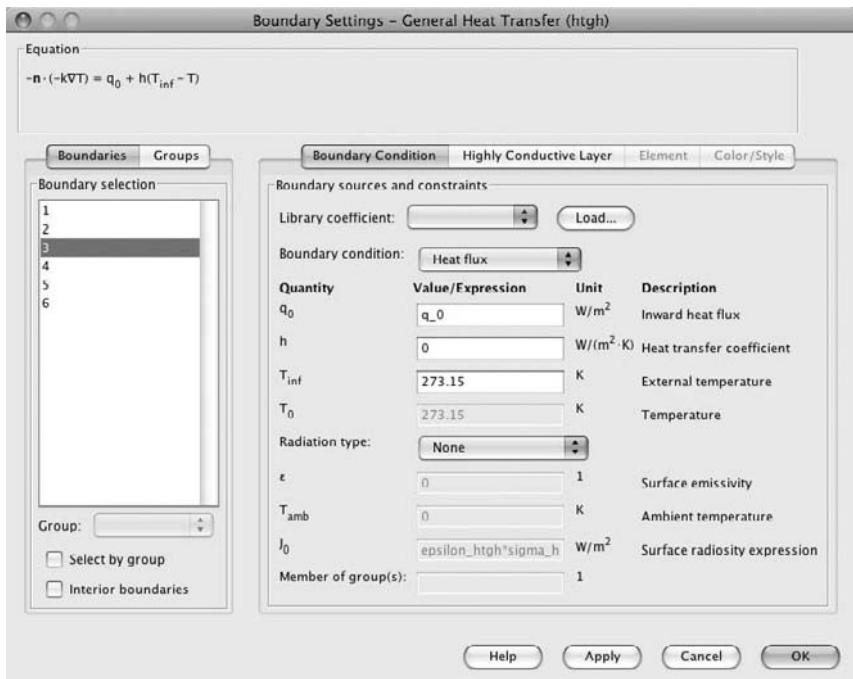 Boundary Settings – General Heat Transfer (htgh)
Equation
-n·(-k∇T) = q₀ + h(T_inf - T)
Boundaries Groups
Boundary selection
1
2
3
4
5
6
Group:
Select by group
Interior boundaries
Boundary Condition Highly Conductive Layer Element Color/Style
Boundary sources and constraints
Library coefficient: Load...
Boundary condition: Heat flux
Quantity Value/Expression Unit Description
q₀ q_0 W/m² Inward heat flux
h 0 W/(m²·K) Heat transfer coefficient
T_inf 273.15 K External temperature
T₀ 273.15 K Temperature
Radiation type: None
ε 0 1 Surface emissivity
T_amb 0 K Ambient temperature
J₀ epsilon_htgh*sigma_h W/m² Surface radiosity expression
Member of group(s): 1
Help Apply Cancel OK